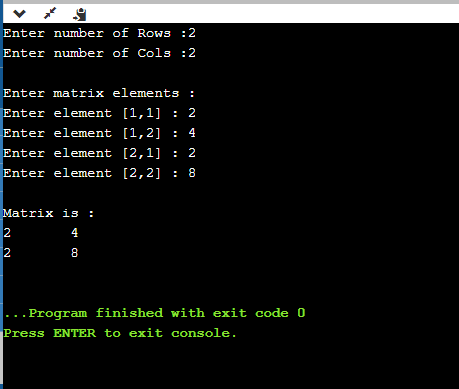 Enter number of Rows :2
Enter number of Cols :2
Enter matrix elements :
Enter element [1,1] : 2
Enter element [1,2] : 4
Enter element [2,1] : 2
Enter element [2,2] : 8
Matrix is :
2 4
2 8
...Program finished with exit code 0
Press ENTER to exit console.